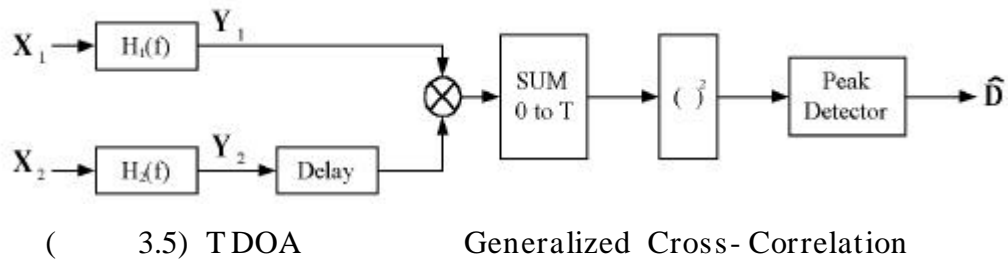 X₁
H₁(f)
Y₁
X₂
H₂(f)
Y₂
Delay
SUM
0 to T
( )²
Peak
Detector
D̂
( 3.5) TDOA Generalized Cross-Correlation